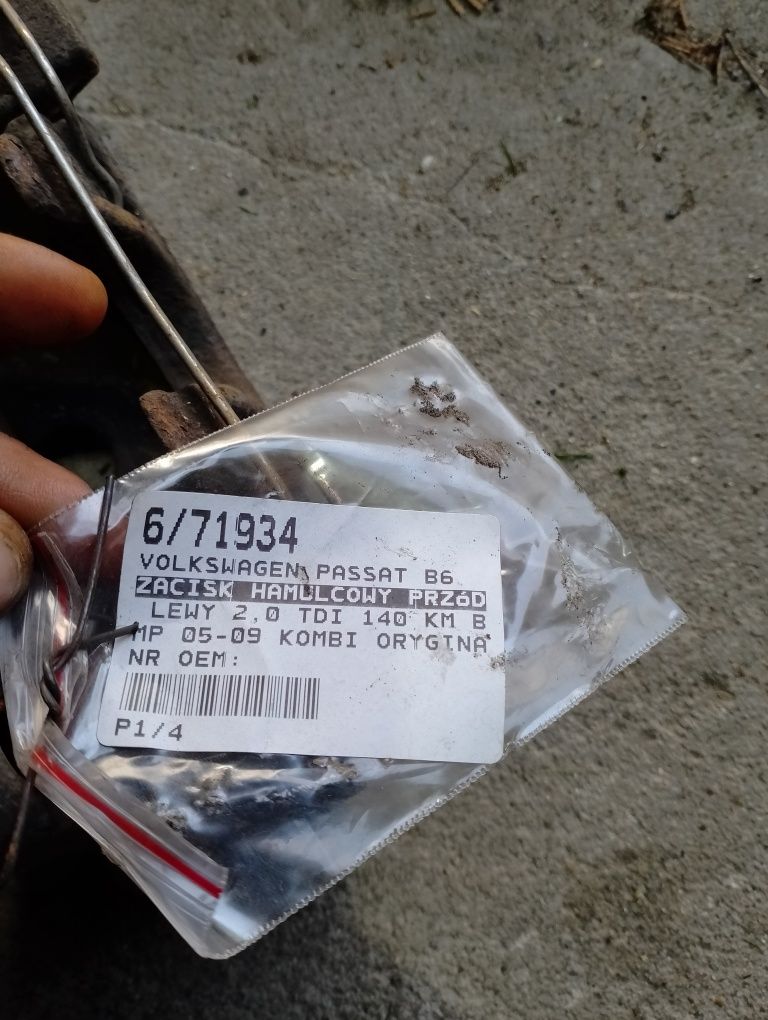 6/71934
VOLKSWAGEN PASSAT B6
ZACISK HAMULCOWY PRZóD
LEWY 2,0 TDI 140 KM B
MP 05-09 KOMBI ORYGINA
NR OEM:
P1/4